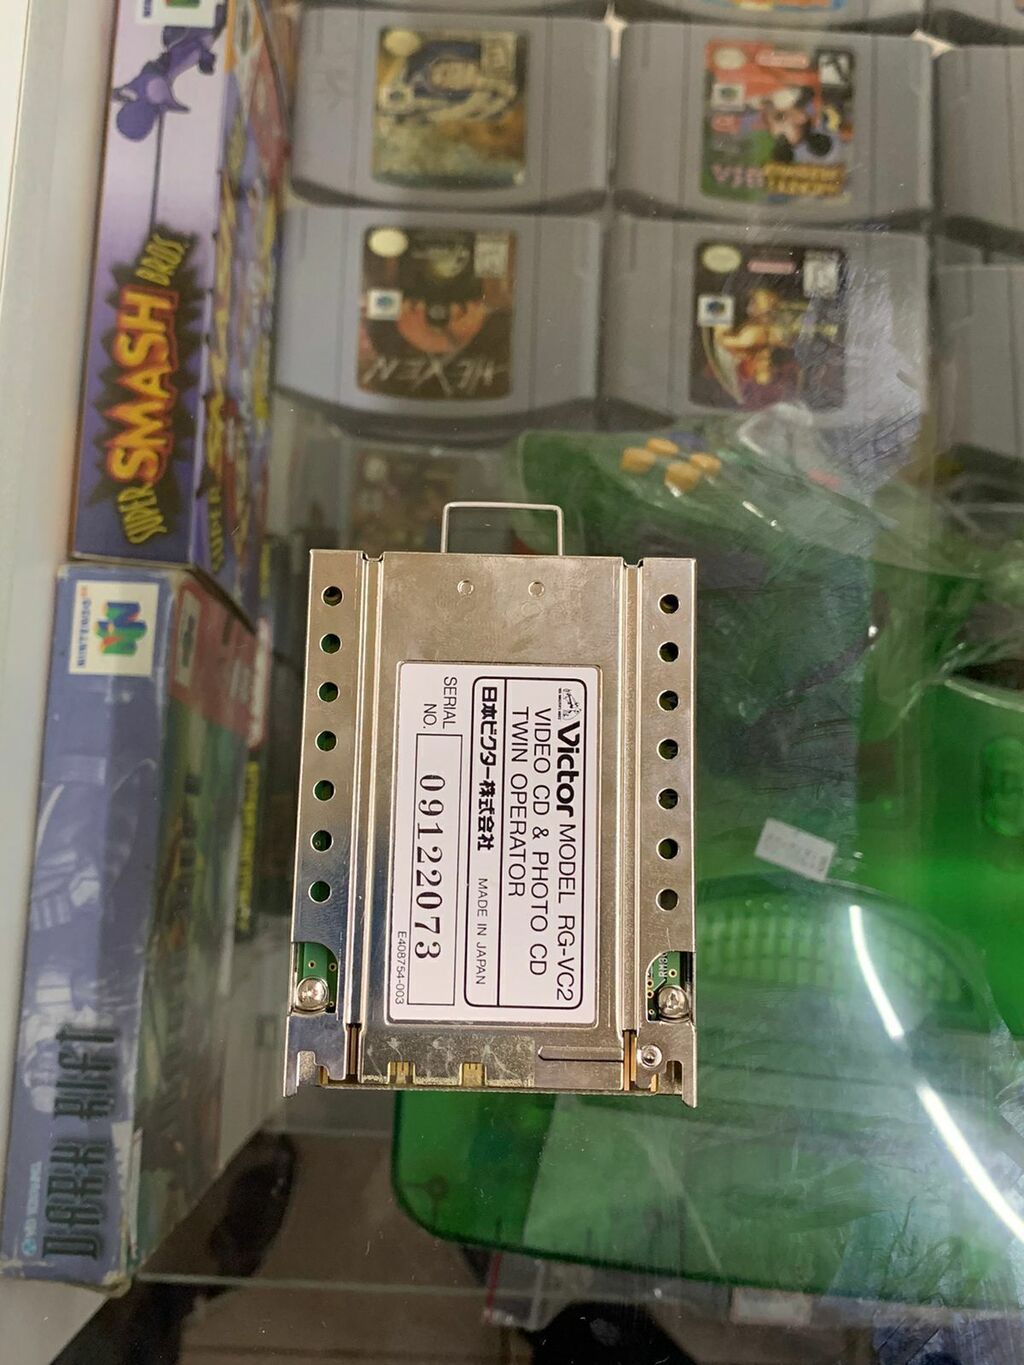 Victor MODEL RG-VC2
VIDEO CD & PHOTO CD
TWIN OPERATOR
日本ビクター株式会社 MADE IN JAPAN
SERIAL
NO.
09122073
E408754-003
SUPER
SMASH
BROS
NINTENDO
DARK RIFT
HEXEN